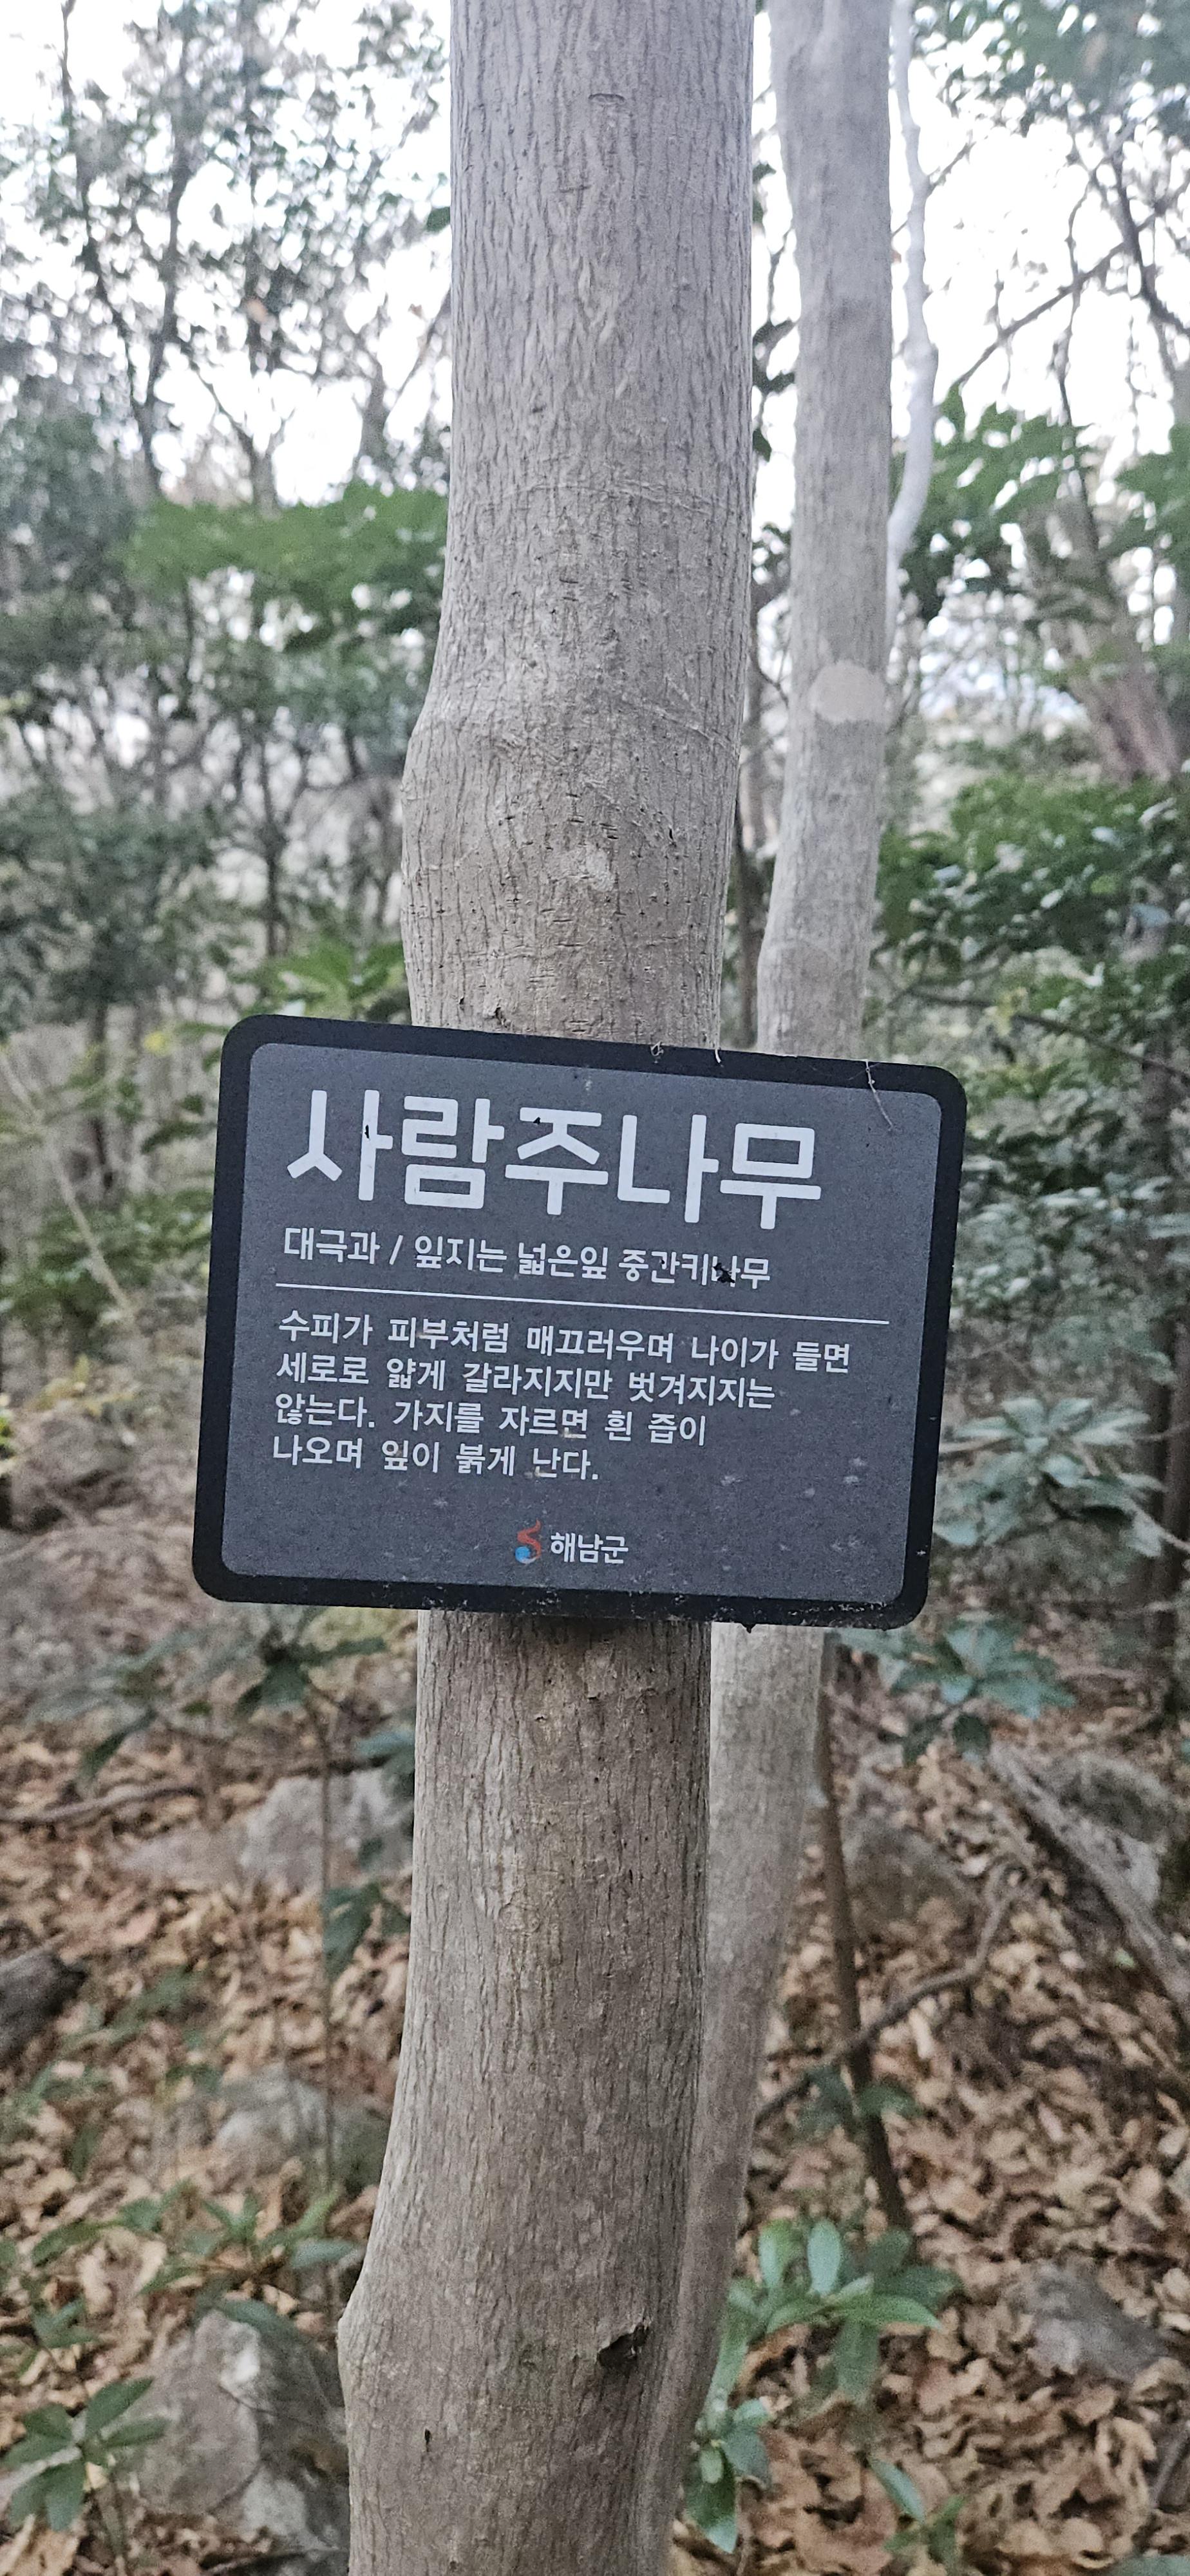 사람주나무
대극과 / 잎지는 넓은잎 중간키나무
수피가 피부처럼 매끄러우며 나이가 들면
세로로 얇게 갈라지지만 벗겨지지는
않는다. 가지를 자르면 흰 즙이
나오며 잎이 붉게 난다.
해남군